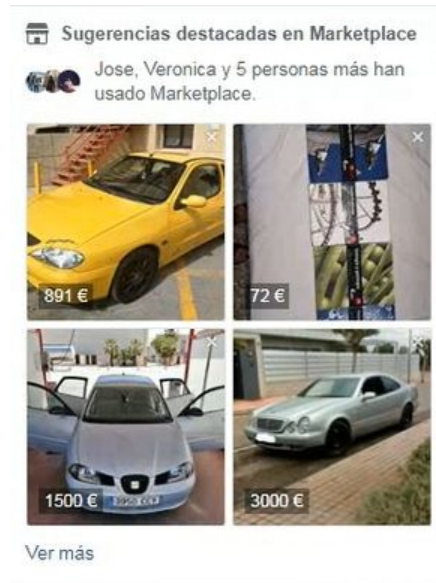 Sugerencias destacadas en Marketplace
Jose, Veronica y 5 personas más han
usado Marketplace.
891 €
72 €
1500 €
3000 €
Ver más